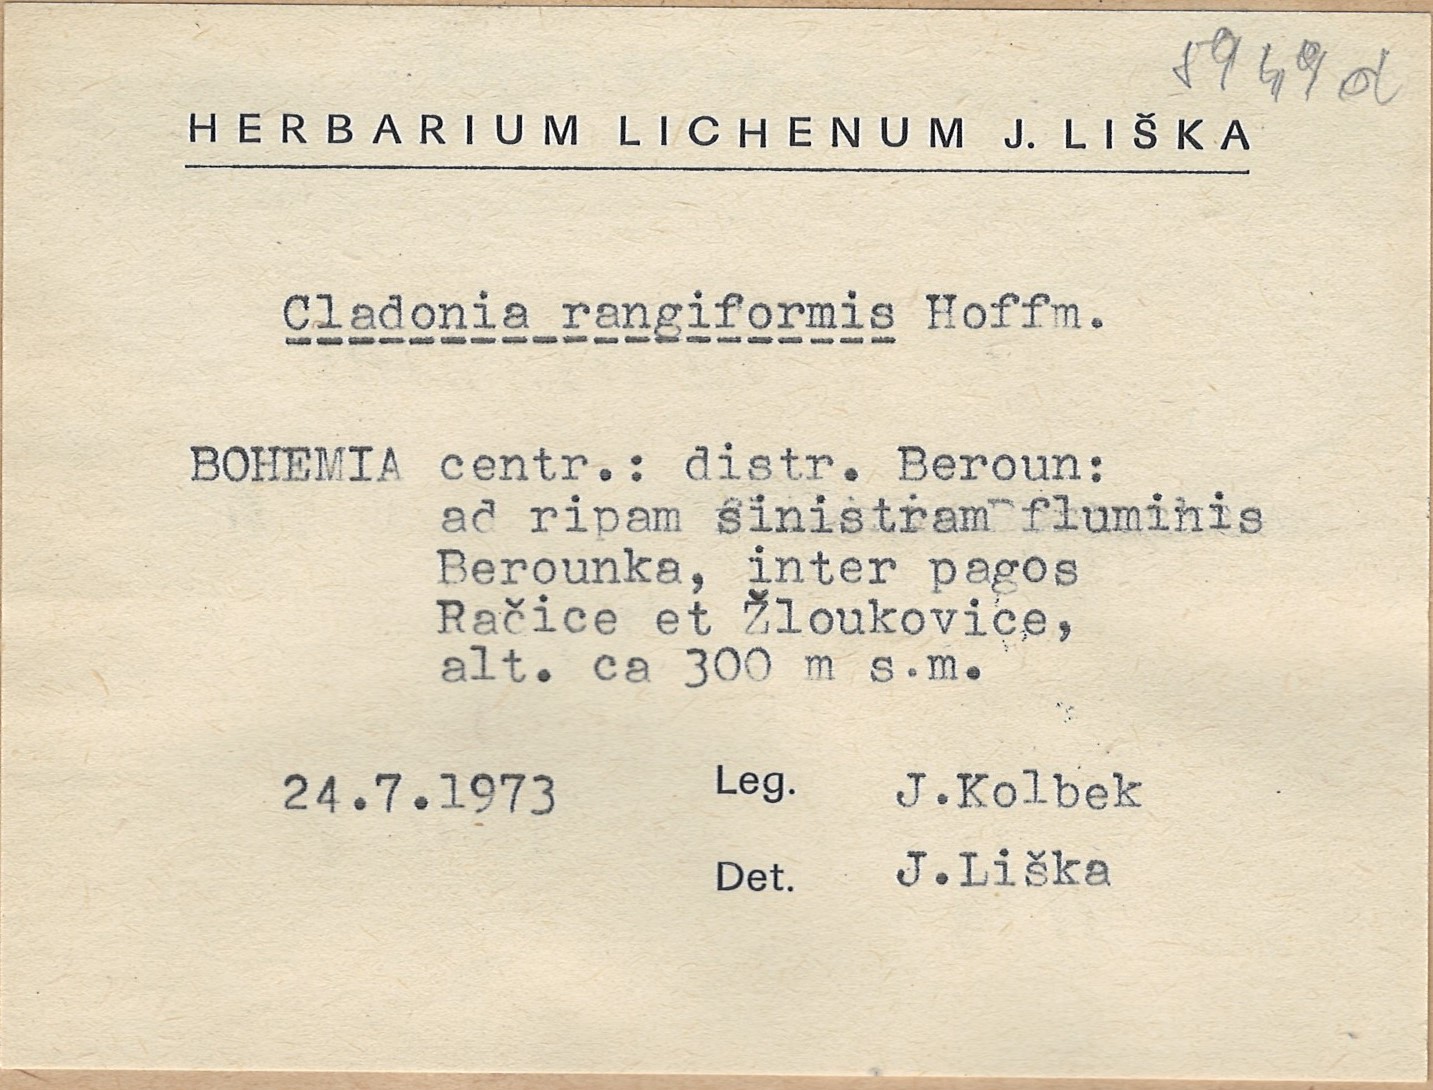 HERBARIUM LICHENUM J. LIŠKA
Cladonia rangiformis Hoffm.
BOHEMIA centr.: distr. Beroun:
ad ripam sinistram fluminis
Berounka, inter pagos
Račice et Žloukovice,
alt. ca 300 m s.m.
24.7.1973 Leg. J.Kolbek
Det. J.Liška